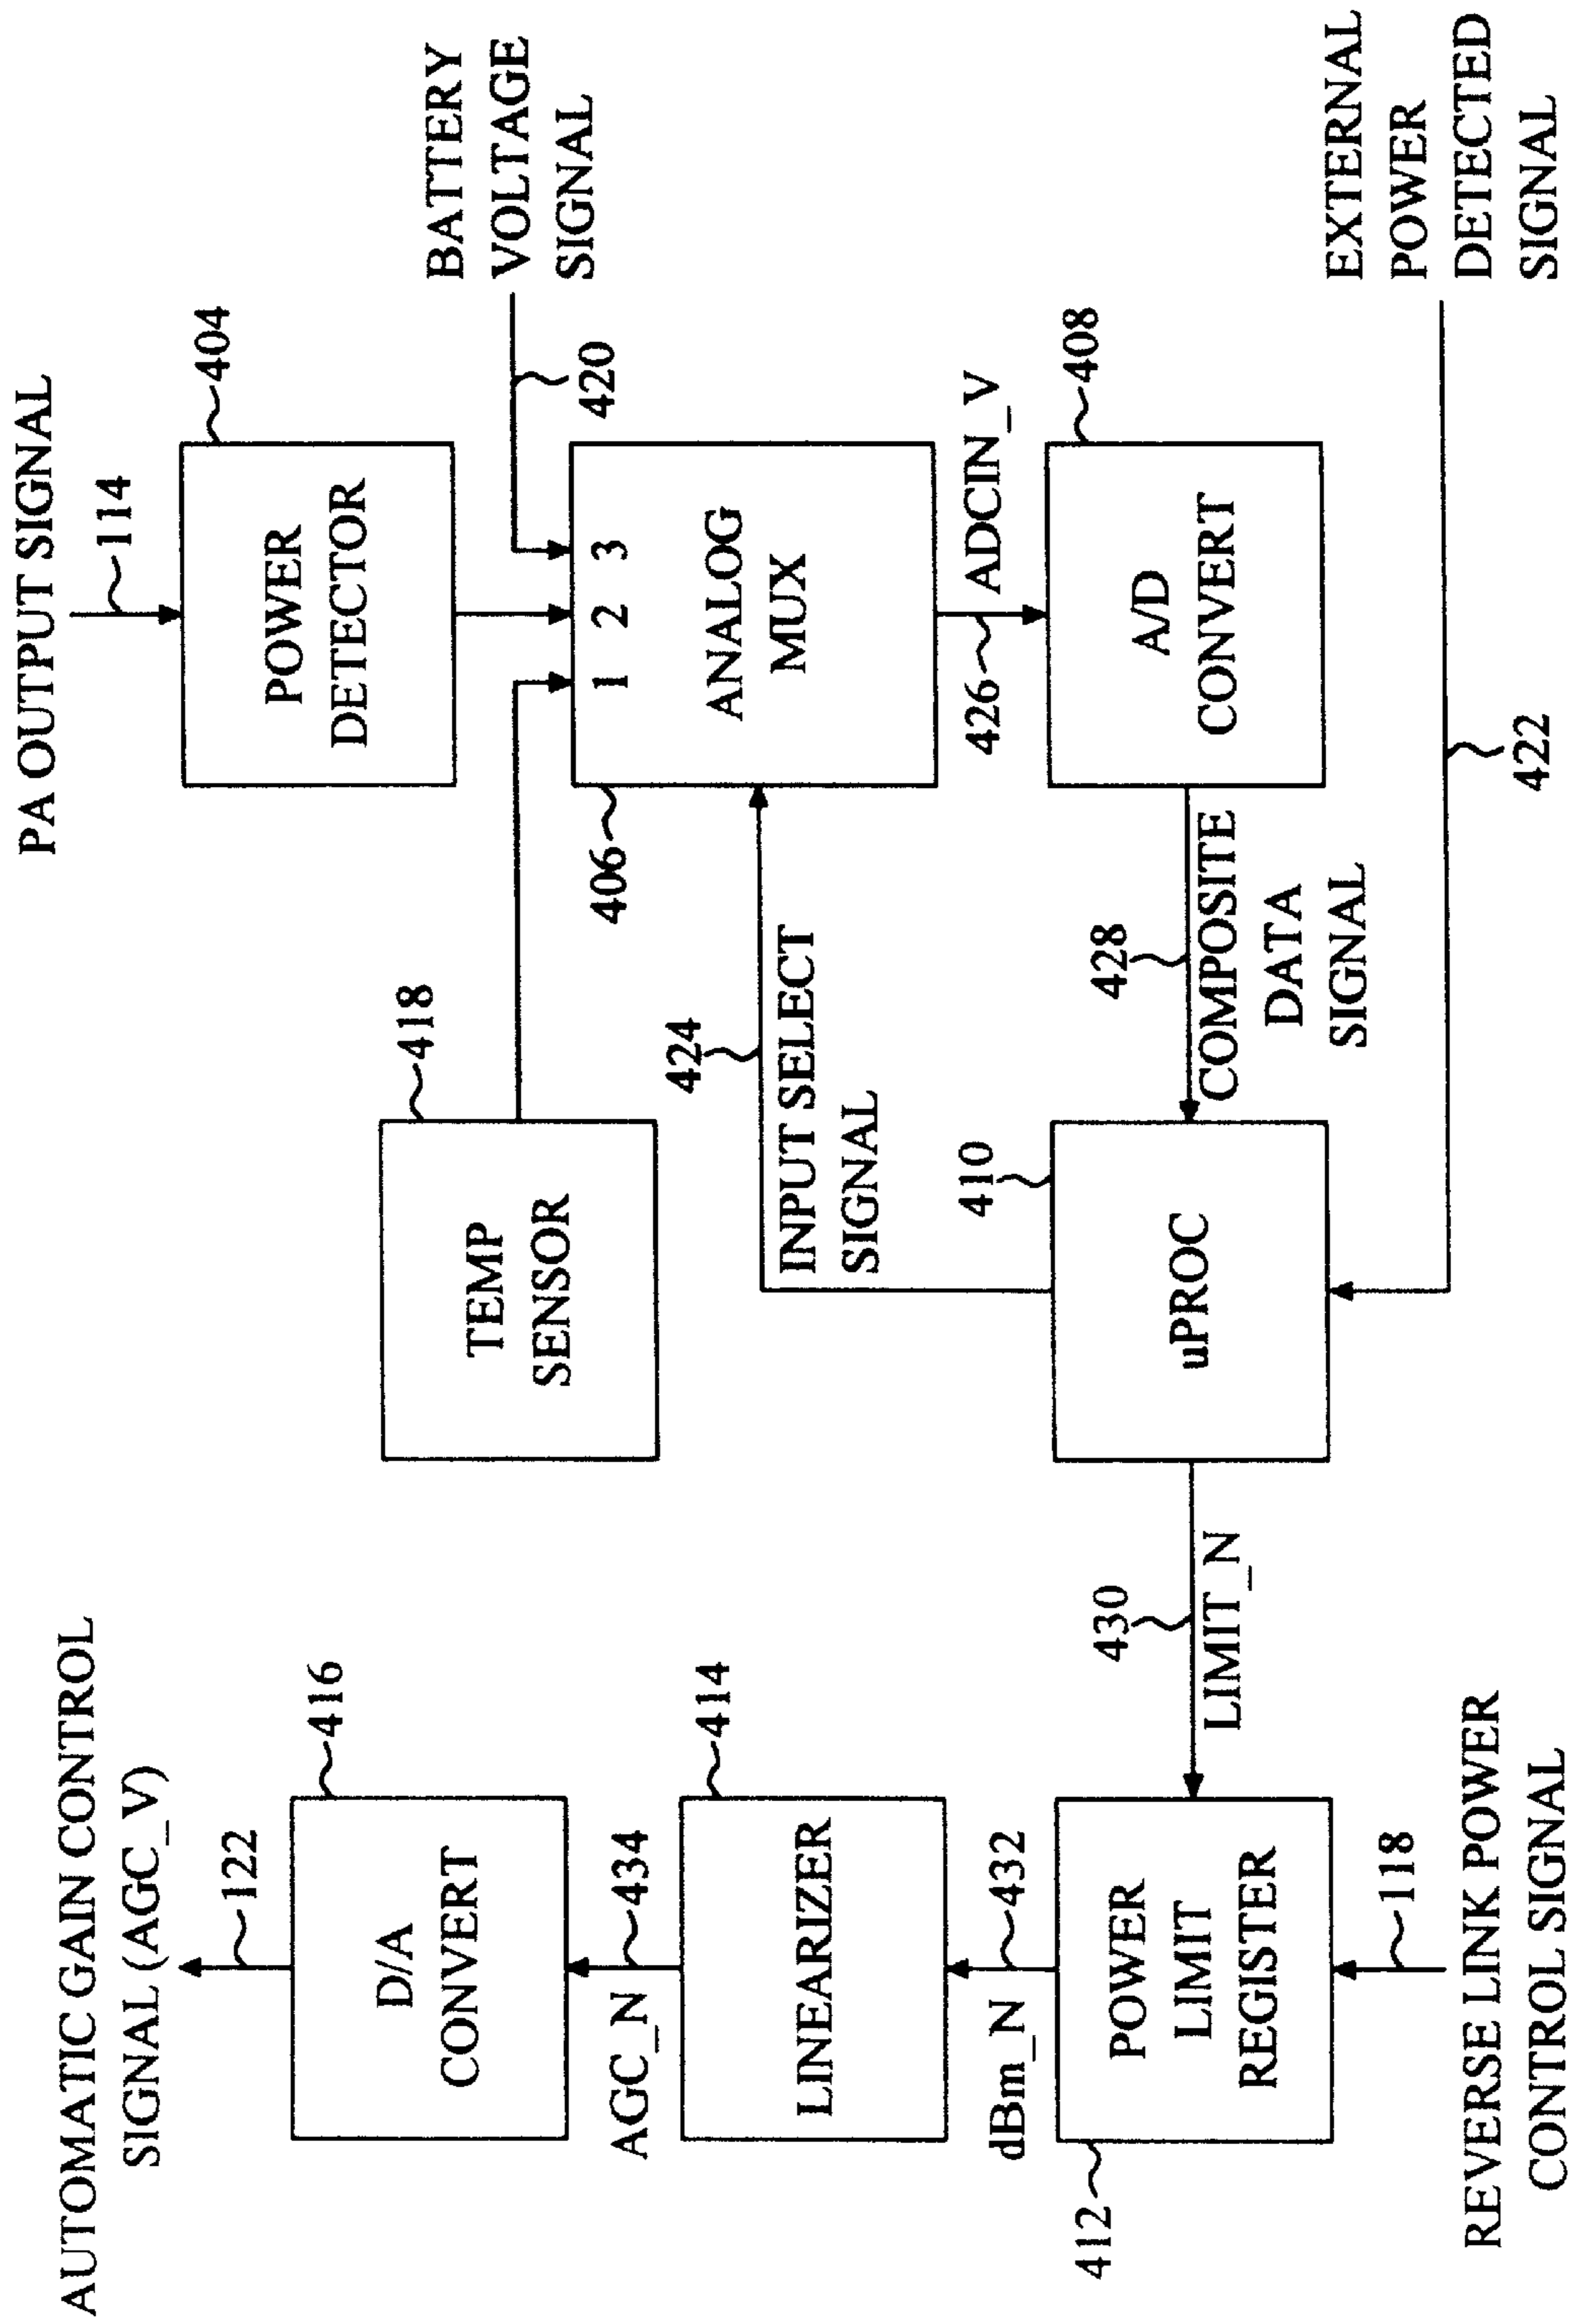 AUTOMATIC GAIN CONTROL
SIGNAL (AGC_V)
122
416
D/A
CONVERT
AGC_N
434
414
LINEARIZER
dBm_N
432
412
POWER
LIMIT
REGISTER
118
REVERSE LINK POWER
CONTROL SIGNAL
430
LIMIT_N
418
TEMP
SENSOR
424
INPUT SELECT
SIGNAL
410
uPROC
428
COMPOSITE
DATA
SIGNAL
PA OUTPUT SIGNAL
114
404
POWER
DETECTOR
BATTERY
VOLTAGE
SIGNAL
420
406
1 2 3
ANALOG
MUX
426
ADCIN_V
408
A/D
CONVERT
422
EXTERNAL
POWER
DETECTED
SIGNAL